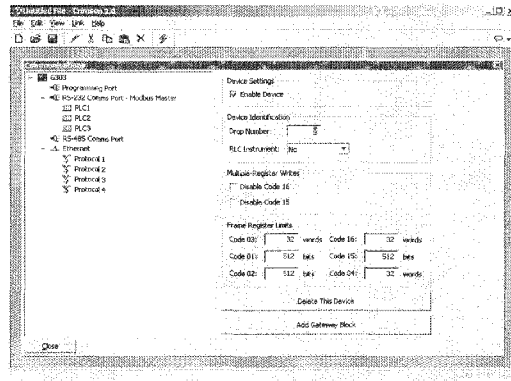 Untitled File - Crimson 2.0
File Edit View Link Help
G303
Programming Port
RS-232 Comms Port - Modbus Master
PLC1
PLC2
PLC3
RS-485 Comms Port
Ethernet
Protocol 1
Protocol 2
Protocol 3
Protocol 4
Device Settings
Enable Device
Device Identification
Drop Number:
RLC Instrument: No
Multiple-Register Writes
Disable Code 16
Disable Code 15
Frame Register Limits
Code 03: 32 words Code 16: 32 words
Code 01: 512 bits Code 15: 512 bits
Code 02: 512 bits Code 04: 32 words
Delete This Device
Add Gateway Block
Close